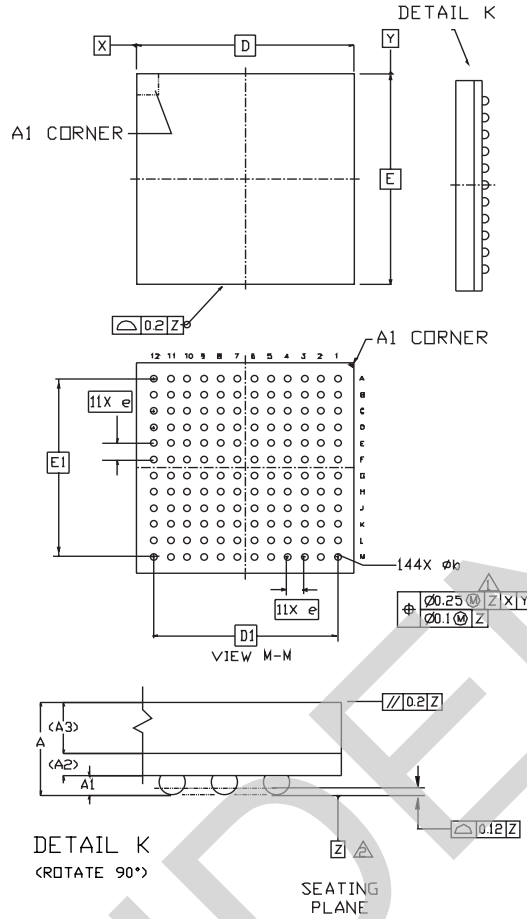 DETAIL K
X
D
Y
A1 CORNER
E
⌓ 0.2 Z
A1 CORNER
12 11 10 9 8 7 6 5 4 3 2 1
A
B
C
D
E
F
G
H
J
K
L
M
11X e
E1
144X Øb
1
⌖ Ø0.25 Ⓜ Z X Y
Ø0.1 Ⓜ Z
11X e
D1
VIEW M-M
// 0.2 Z
(A3)
A
(A2)
A1
⌓ 0.12 Z
DETAIL K
(ROTATE 90°)
Z 2
SEATING
PLANE